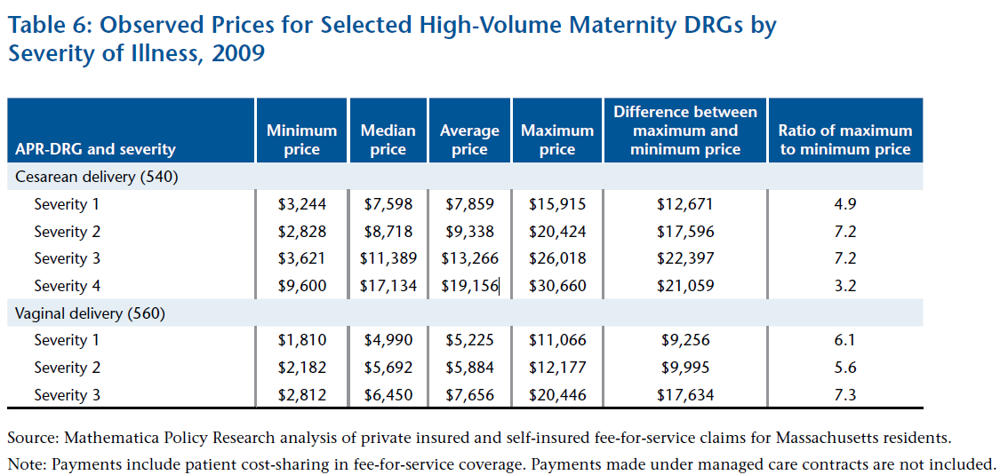 Table 6: Observed Prices for Selected High-Volume Maternity DRGs by
Severity of Illness, 2009
APR-DRG and severity Minimum price Median price Average price Maximum price Difference between maximum and minimum price Ratio of maximum to minimum price
Cesarean delivery (540)
Severity 1 $3,244 $7,598 $7,859 $15,915 $12,671 4.9
Severity 2 $2,828 $8,718 $9,338 $20,424 $17,596 7.2
Severity 3 $3,621 $11,389 $13,266 $26,018 $22,397 7.2
Severity 4 $9,600 $17,134 $19,156 $30,660 $21,059 3.2
Vaginal delivery (560)
Severity 1 $1,810 $4,990 $5,225 $11,066 $9,256 6.1
Severity 2 $2,182 $5,692 $5,884 $12,177 $9,995 5.6
Severity 3 $2,812 $6,450 $7,656 $20,446 $17,634 7.3
Source: Mathematica Policy Research analysis of private insured and self-insured fee-for-service claims for Massachusetts residents.
Note: Payments include patient cost-sharing in fee-for-service coverage. Payments made under managed care contracts are not included.